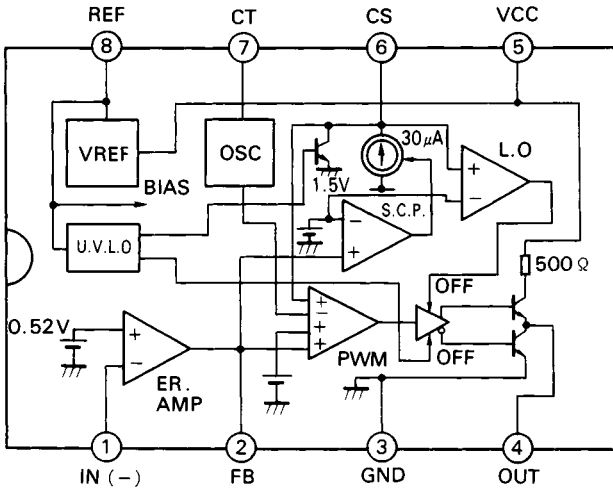 REF CT CS VCC
8 7 6 5
VREF OSC 30μA L.O
+
−
BIAS 1.5V S.C.P.
−
+
U.V.L.O
500Ω
OFF
0.52V + + − + + OFF
−
PWM
ER.
AMP
1 2 3 4
IN (−) FB GND OUT